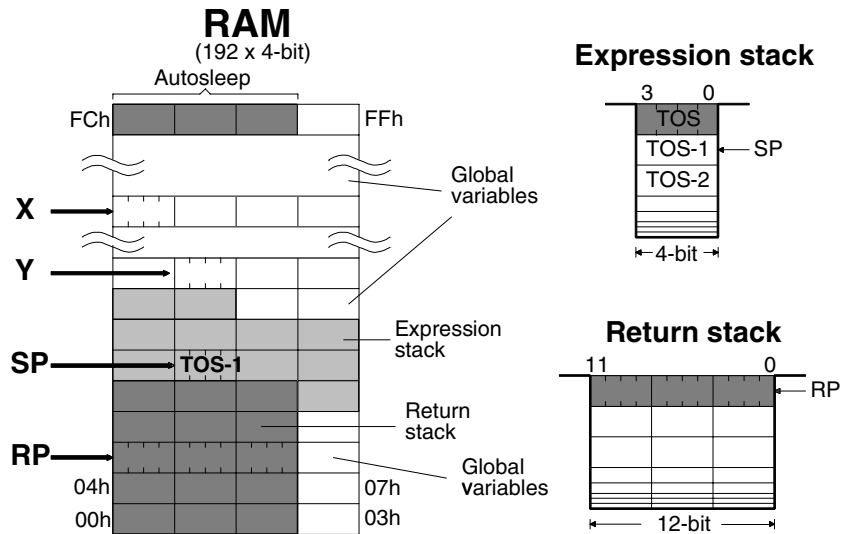 RAM
(192 x 4-bit)
Autosleep
FCh
FFh
X
Y
SP
TOS-1
RP
04h
00h
07h
03h
Global
variables
Expression
stack
Return
stack
Global
variables
Expression stack
3
0
TOS
TOS-1
SP
TOS-2
4-bit
Return stack
11
0
RP
12-bit